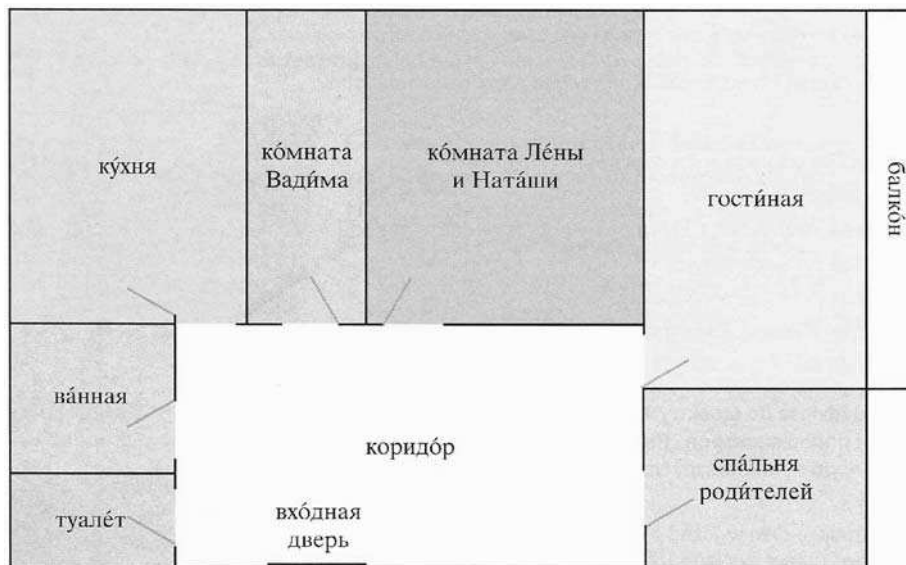 ку́хня
ко́мната
Вади́ма
ко́мната Ле́ны
и Ната́ши
гости́ная
балко́н
ва́нная
коридо́р
спа́льня
роди́телей
туале́т
вхо́дная
дверь